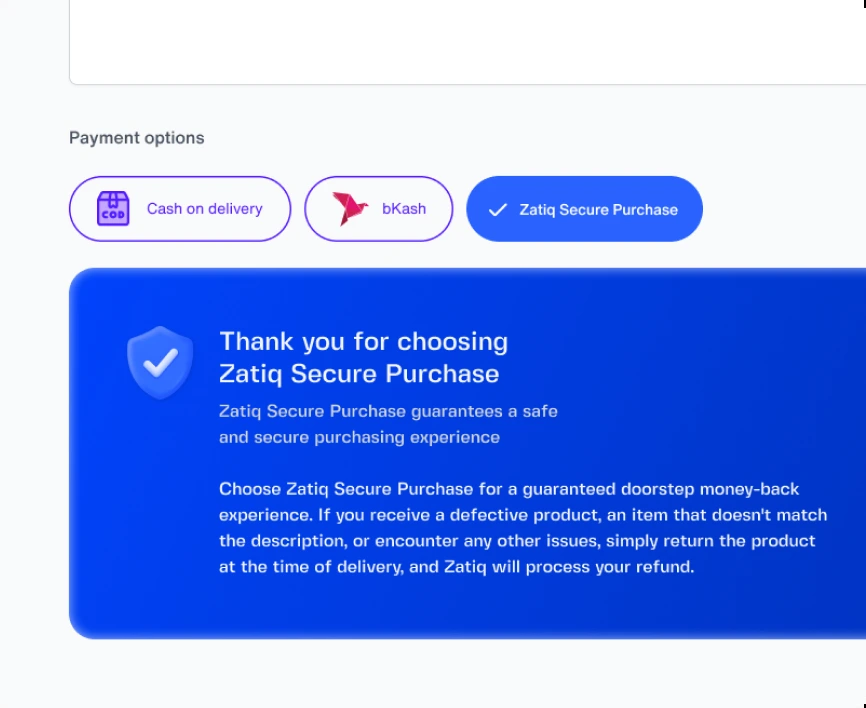 Payment options
COD
Cash on delivery
bKash
Zatiq Secure Purchase
Thank you for choosing
Zatiq Secure Purchase
Zatiq Secure Purchase guarantees a safe
and secure purchasing experience
Choose Zatiq Secure Purchase for a guaranteed doorstep money-back
experience. If you receive a defective product, an item that doesn't match
the description, or encounter any other issues, simply return the product
at the time of delivery, and Zatiq will process your refund.